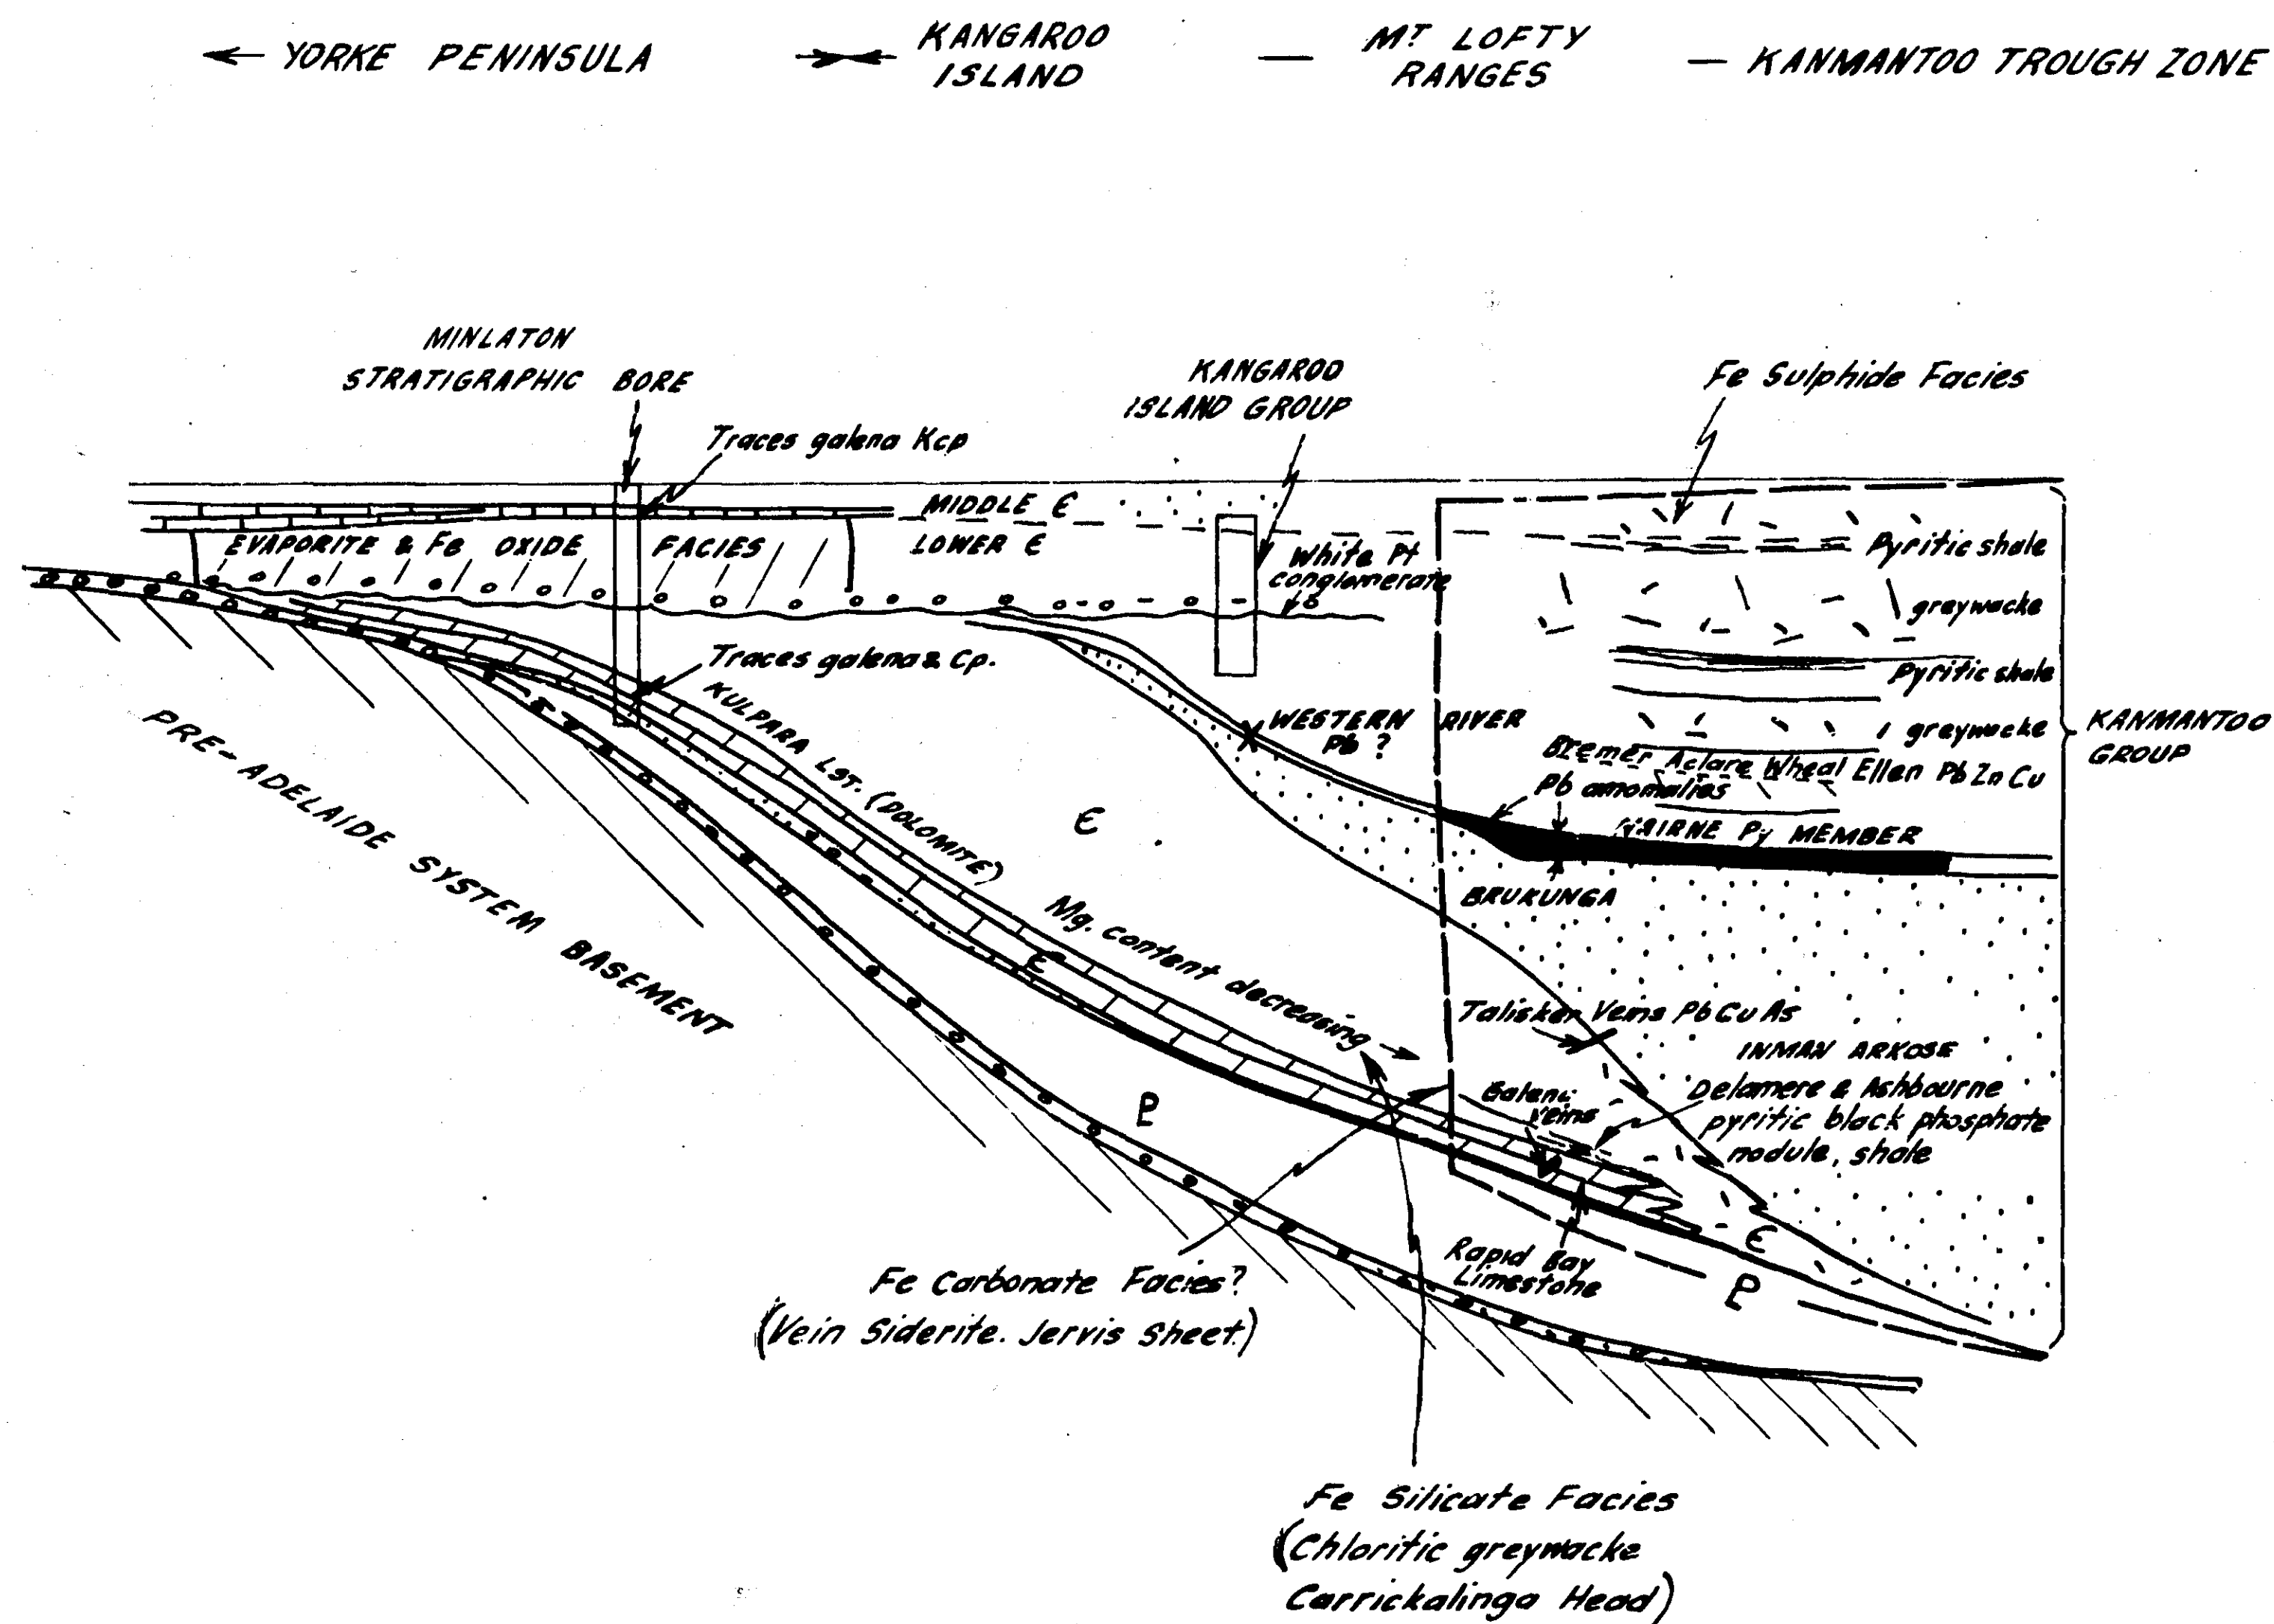 ← YORKE PENINSULA
KANGAROO
ISLAND
— MT LOFTY
RANGES
— KANMANTOO TROUGH ZONE
MINLATON
STRATIGRAPHIC BORE
Traces galena Kcp
KANGAROO
ISLAND GROUP
Fe Sulphide Facies
MIDDLE Є
LOWER Є
EVAPORITE & Fe OXIDE FACIES
White Pt
conglomerate
Pyritic shale
greywacke
Pyritic shale
greywacke
KANMANTOO
GROUP
Traces galena & Cp.
KULPARA LST. (DOLOMITE)
WESTERN RIVER
Pb ?
Bremer Aclare Wheal Ellen Pb Zn Cu
Pb amomalies
NAIRNE Py MEMBER
BRUKUNGA
PRE-ADELAIDE SYSTEM BASEMENT
Є
Є
Mg. content decreasing →
Talisker Veins Pb Cu As
INMAN ARKOSE
Delamere & Ashbourne
pyritic black phosphate
nodule, shale
Galena
veins
P
Rapid Bay
Limestone
Є
P
Fe Carbonate Facies?
(Vein Siderite. Jervis Sheet.)
Fe Silicate Facies
(Chloritic greywacke
Carrickalinga Head)